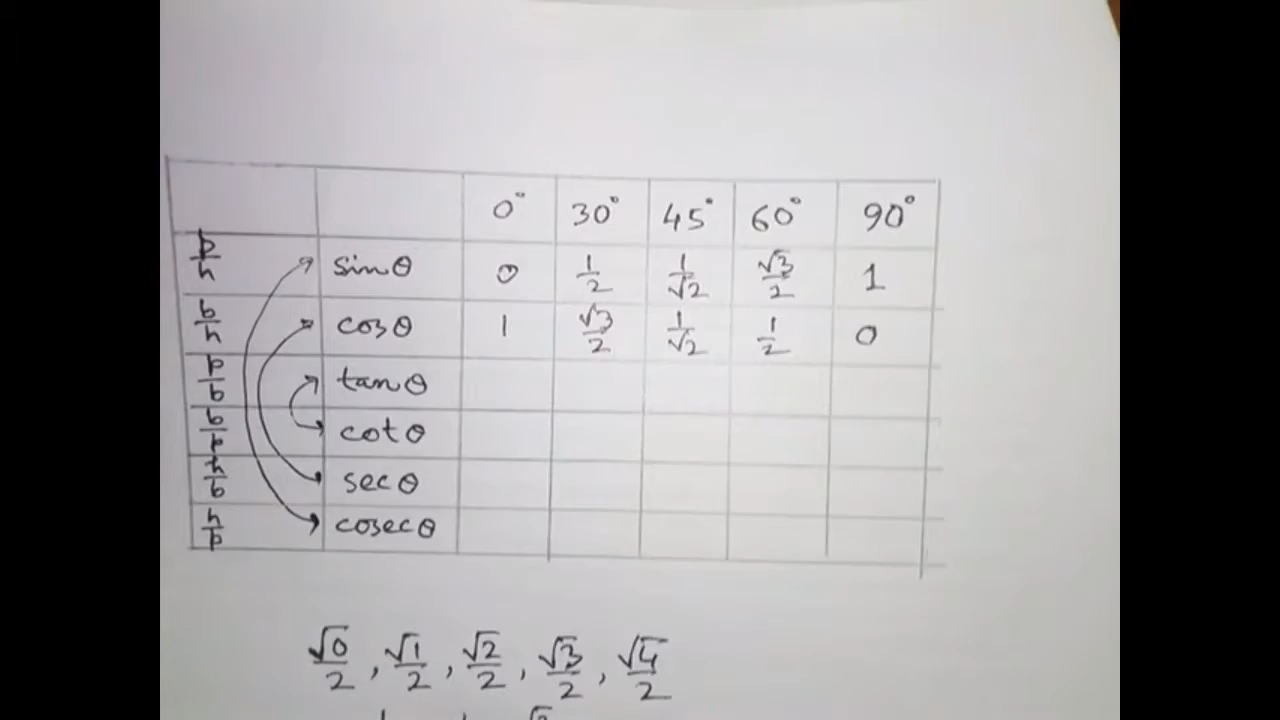 0° 30° 45° 60° 90°
p/h sinθ 0 1/2 1/√2 √3/2 1
b/h cosθ 1 √3/2 1/√2 1/2 0
p/b tanθ
b/p cotθ
h/b secθ
h/p cosecθ
√0/2, √1/2, √2/2, √3/2, √4/2